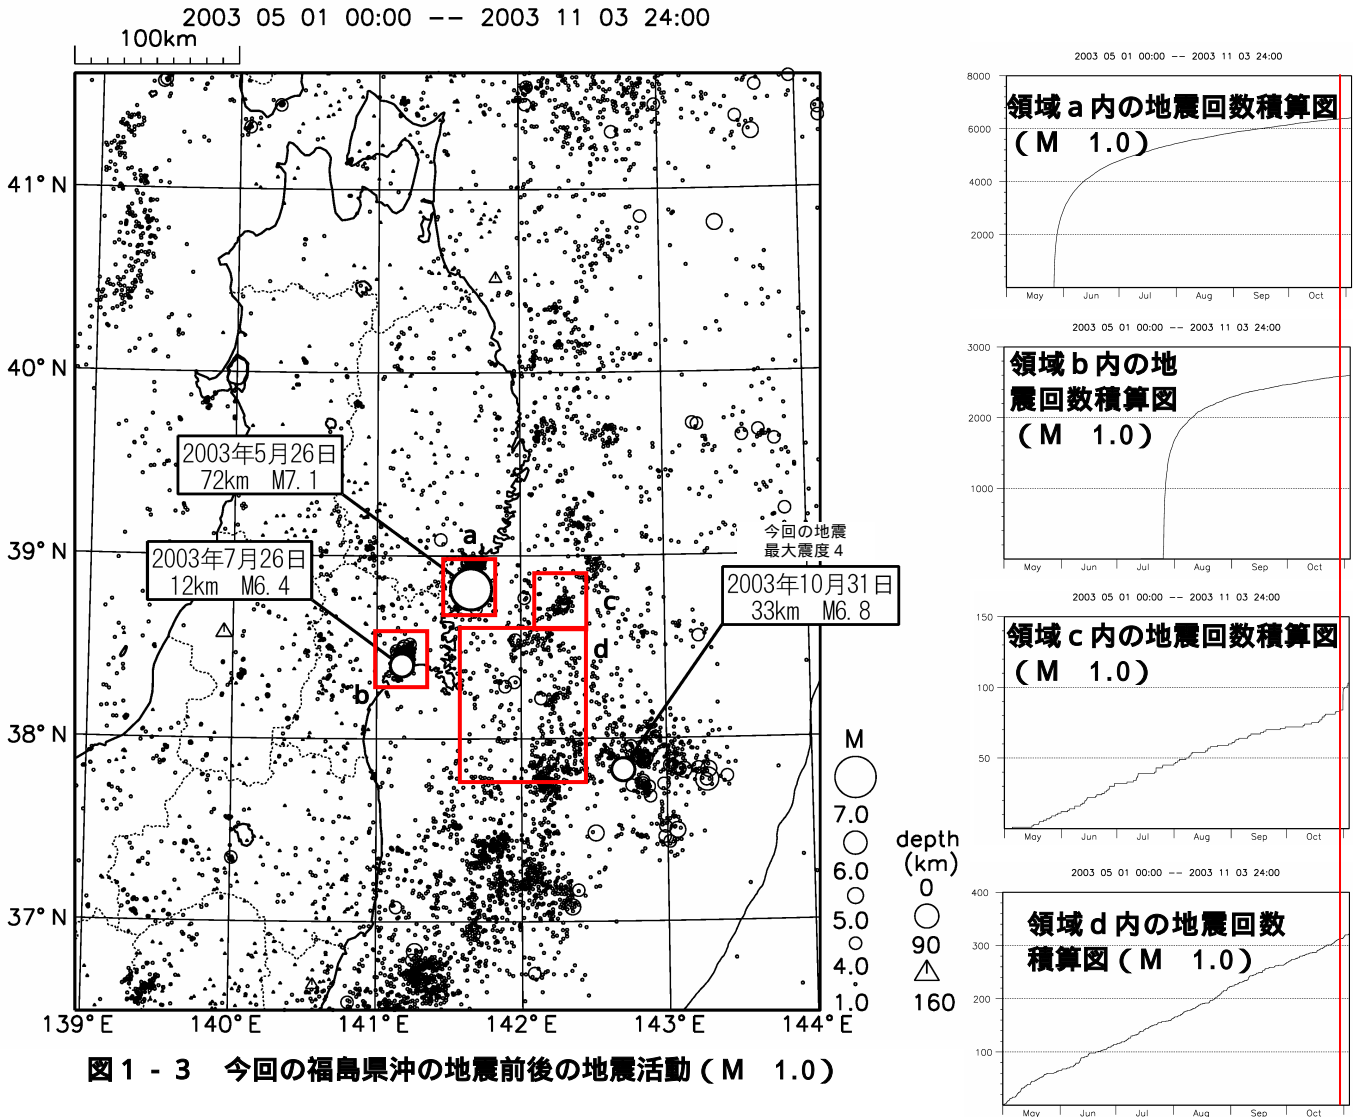 2003 05 01 00:00 -- 2003 11 03 24:00
100km
41°N
40°N
39°N
38°N
37°N
139°E
140°E
141°E
142°E
143°E
144°E
2003年5月26日
72km M7.1
2003年7月26日
12km M6.4
今回の地震
最大震度4
2003年10月31日
33km M6.8
a
b
c
d
M
7.0
6.0
5.0
4.0
1.0
depth
(km)
0
90
160
図1-3 今回の福島県沖の地震前後の地震活動(M 1.0)
2003 05 01 00:00 -- 2003 11 03 24:00
領域a内の地震回数積算図
(M 1.0)
8000
6000
4000
2000
May Jun Jul Aug Sep Oct
2003 05 01 00:00 -- 2003 11 03 24:00
領域b内の地
震回数積算図
(M 1.0)
3000
2000
1000
May Jun Jul Aug Sep Oct
2003 05 01 00:00 -- 2003 11 03 24:00
領域c内の地震回数積算図
(M 1.0)
150
100
50
May Jun Jul Aug Sep Oct
2003 05 01 00:00 -- 2003 11 03 24:00
領域d内の地震回数
積算図(M 1.0)
400
300
200
100
May Jun Jul Aug Sep Oct